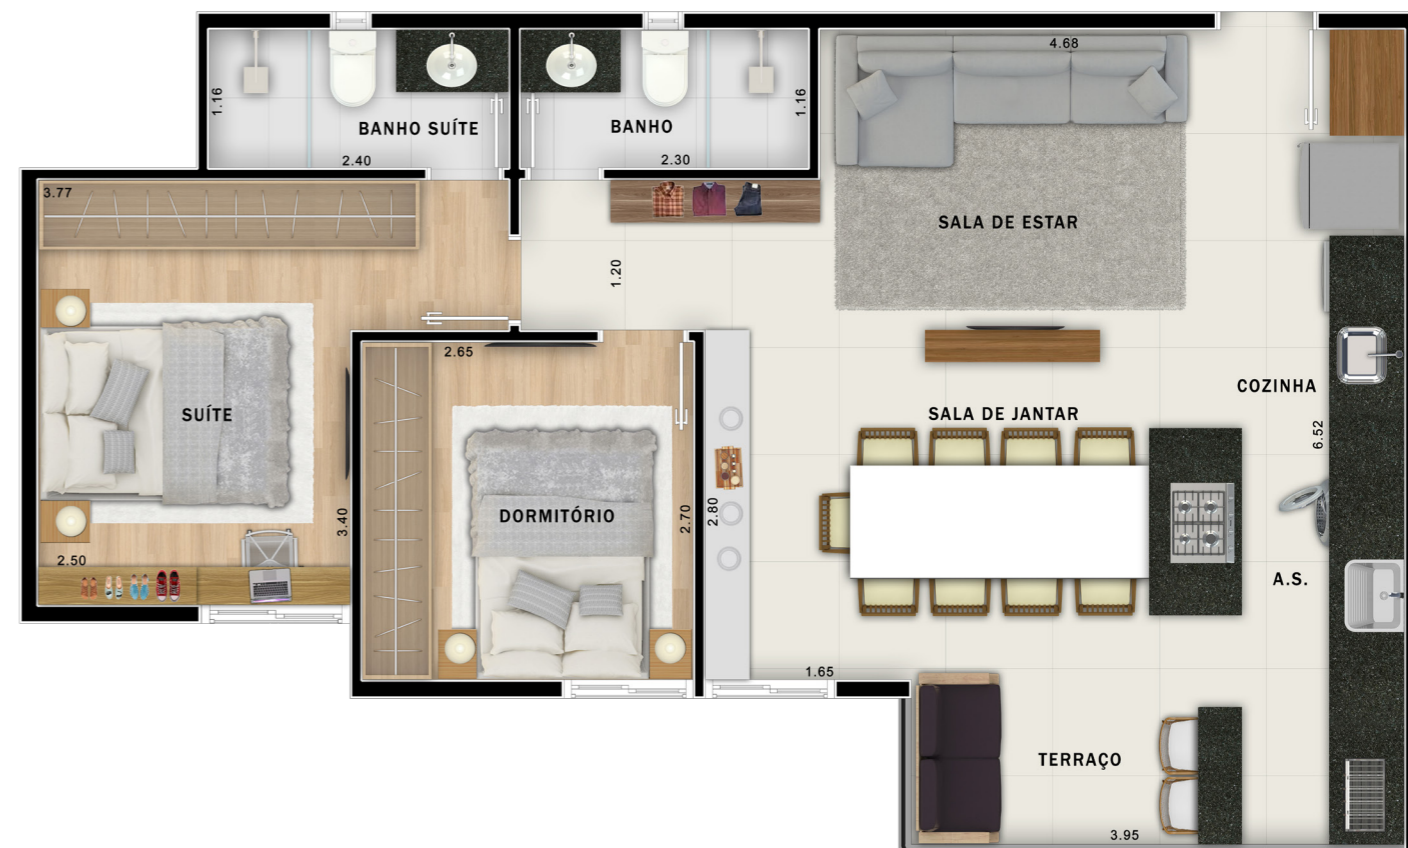 4.68
1.16
BANHO SUÍTE
2.40
BANHO
2.30
1.16
3.77
SALA DE ESTAR
1.20
2.65
COZINHA
SUÍTE
SALA DE JANTAR
6.52
DORMITÓRIO
3.40
2.70
2.80
2.50
A.S.
1.65
TERRAÇO
3.95